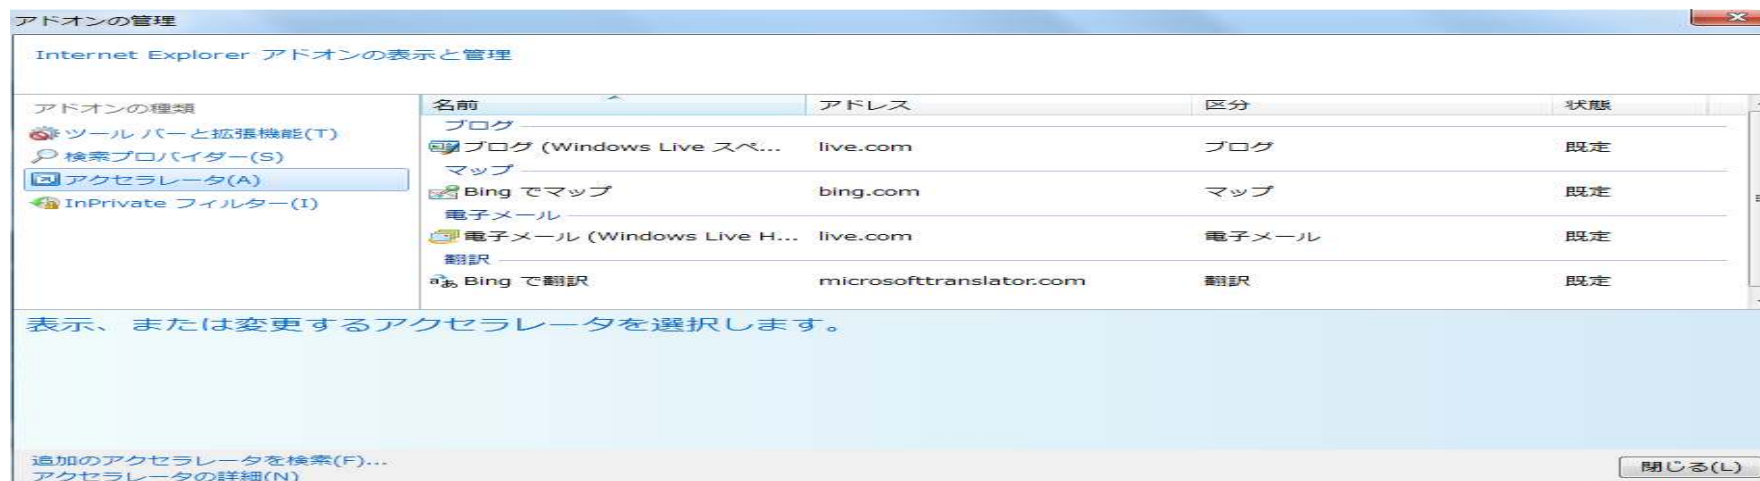 アドオンの管理
Internet Explorer アドオンの表示と管理
アドオンの種類
ツール バーと拡張機能(T)
検索プロバイダー(S)
アクセラレータ(A)
InPrivate フィルター(I)
名前 アドレス 区分 状態
ブログ
ブログ (Windows Live スペ... live.com ブログ 既定
マップ
Bing でマップ bing.com マップ 既定
電子メール
電子メール (Windows Live H... live.com 電子メール 既定
翻訳
Bing で翻訳 microsofttranslator.com 翻訳 既定
表示、または変更するアクセラレータを選択します。
追加のアクセラレータを検索(F)...
アクセラレータの詳細(N)
閉じる(L)